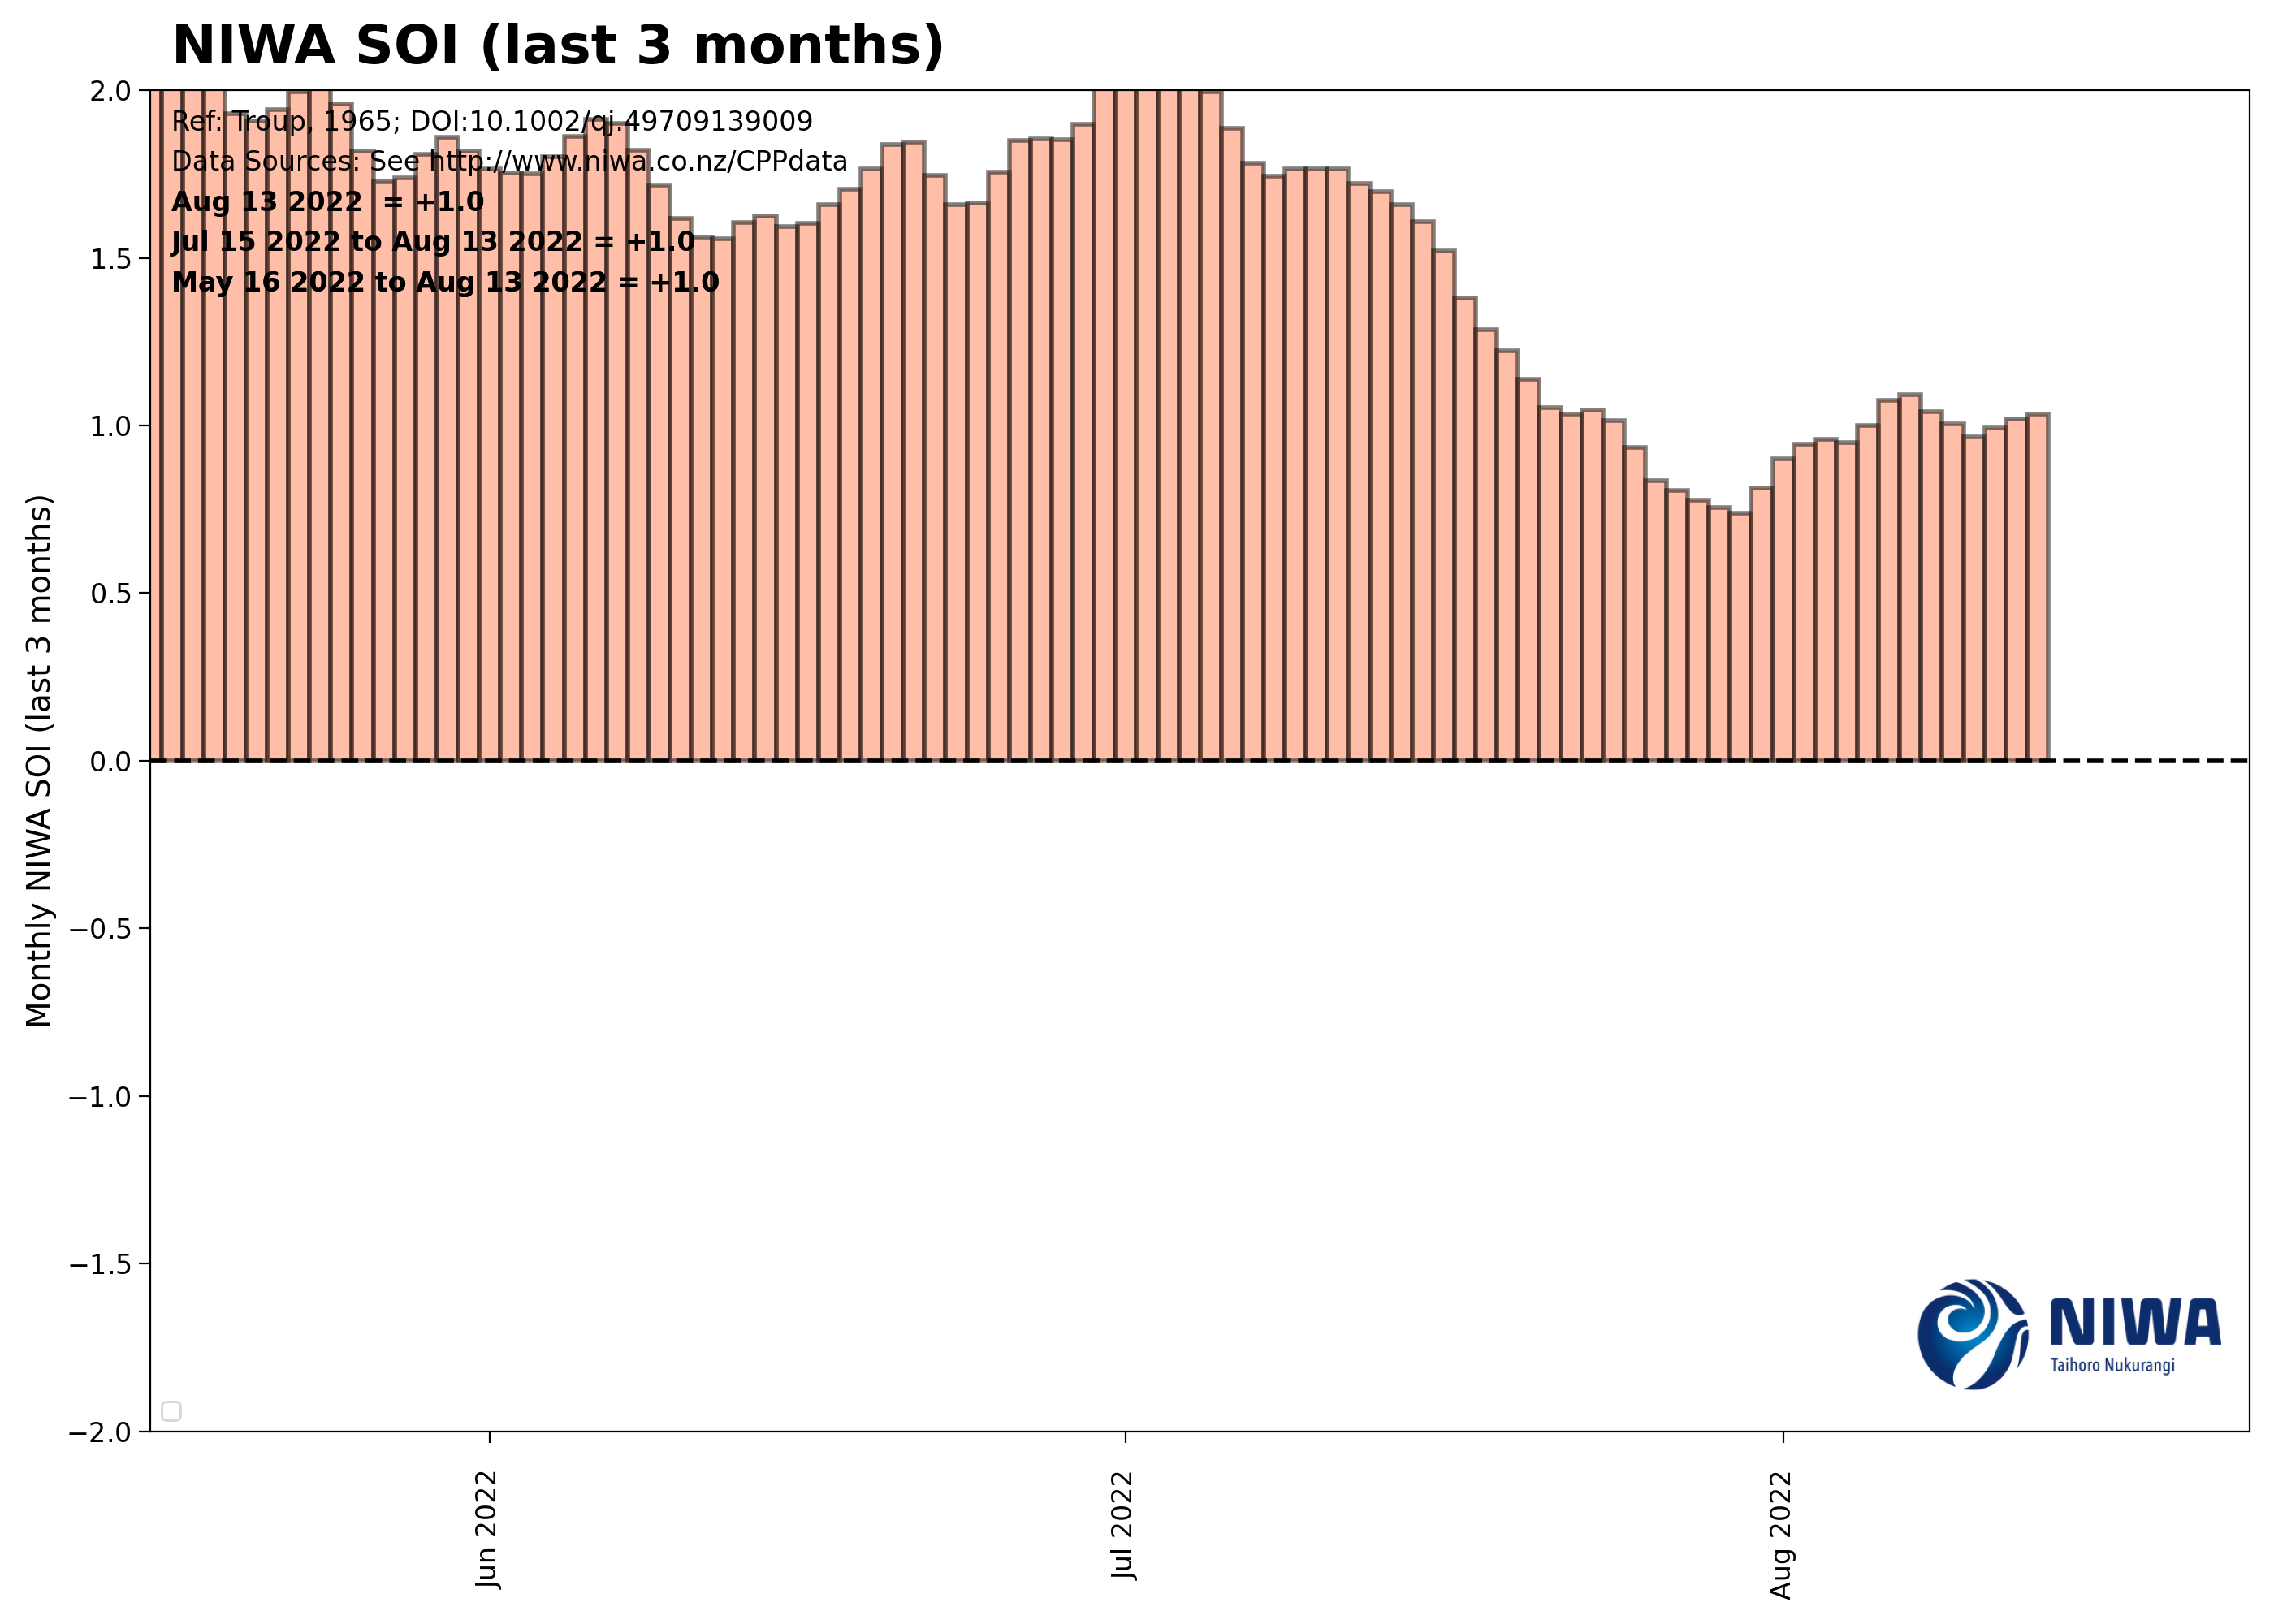 NIWA SOI (last 3 months)
Ref: Troup, 1965; DOI:10.1002/qj.49709139009
Data Sources: See http://www.niwa.co.nz/CPPdata
Aug 13 2022  = +1.0
Jul 15 2022 to Aug 13 2022 = +1.0
May 16 2022 to Aug 13 2022 = +1.0
Monthly NIWA SOI (last 3 months)
2.0
1.5
1.0
0.5
0.0
−0.5
−1.0
−1.5
−2.0
Jun 2022
Jul 2022
Aug 2022
NIWA
Taihoro Nukurangi